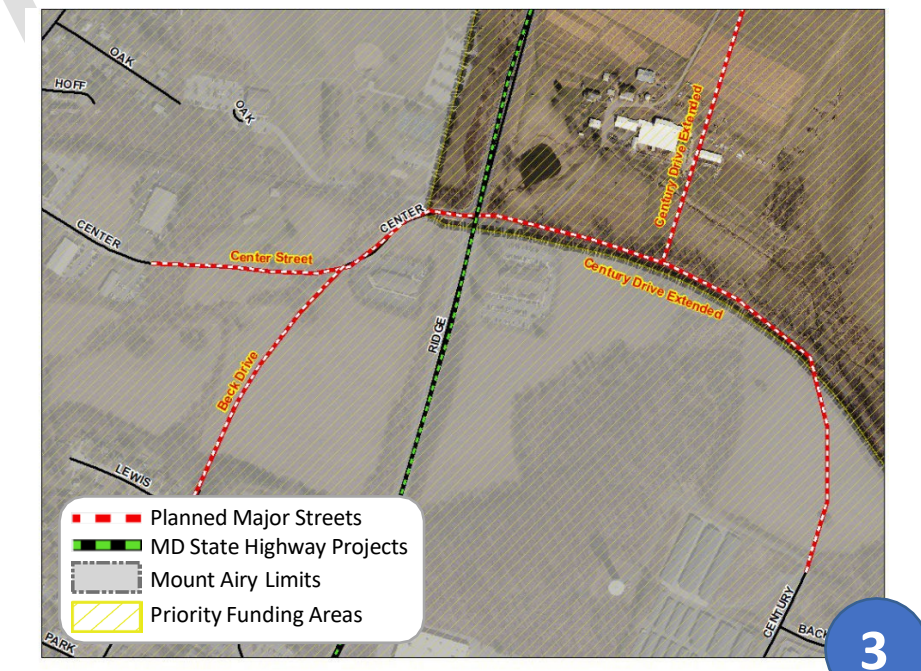 OAK
HOFF
OAK
Century Drive Extended
CENTER
CENTER
Center Street
Century Drive Extended
RIDGE
Beck Drive
LEWIS
Planned Major Streets
MD State Highway Projects
Mount Airy Limits
Priority Funding Areas
CENTURY
BACH
PARK
3